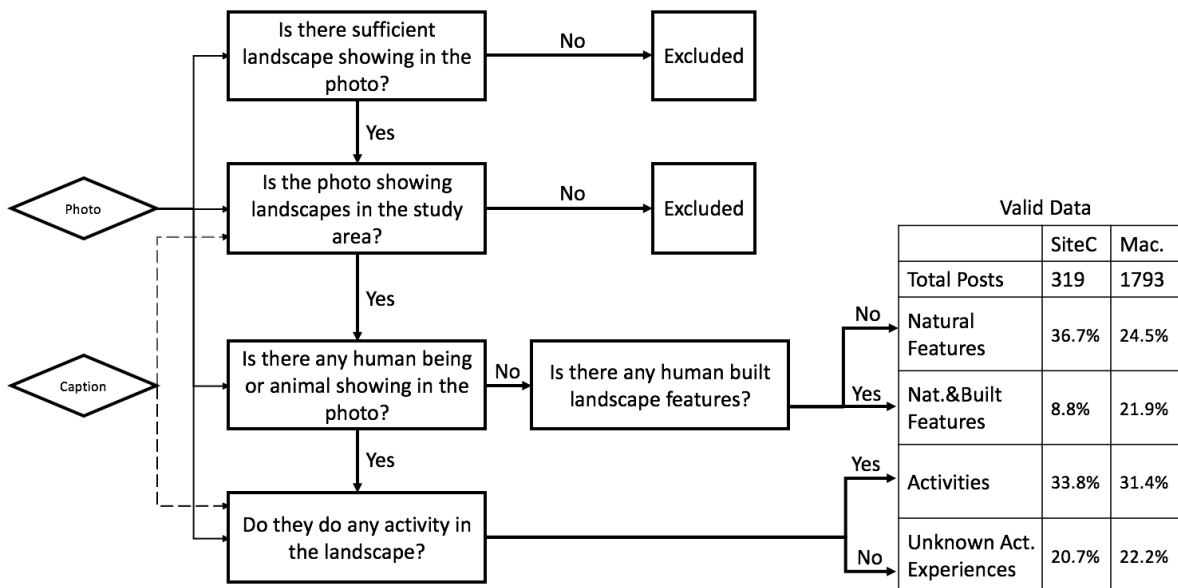 Is there sufficient
landscape showing in the
photo?
No
Excluded
Yes
Photo
Is the photo showing
landscapes in the study
area?
No
Excluded
Yes
Caption
Is there any human being
or animal showing in the
photo?
No
Is there any human built
landscape features?
Yes
Do they do any activity in
the landscape?
Valid Data
SiteC Mac.
Total Posts 319 1793
No
Natural
Features
36.7% 24.5%
Yes
Nat.&Built
Features
8.8% 21.9%
Yes
Activities 33.8% 31.4%
No
Unknown Act.
Experiences
20.7% 22.2%